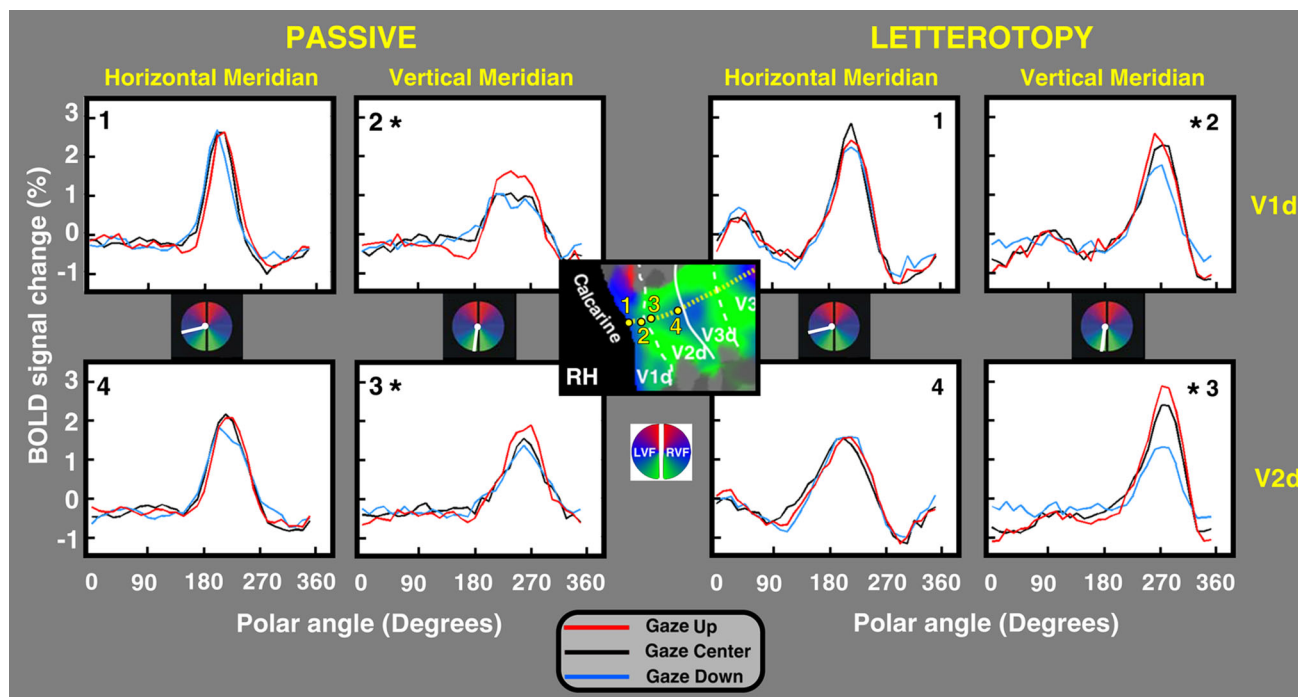 PASSIVE LETTEROTOPY
Horizontal Meridian Vertical Meridian Horizontal Meridian Vertical Meridian
BOLD signal change (%)
3
2
1
0
-1
1
2 *
1
* 2
V1d
Calcarine
1 2 3 4
V1d V2d V3d V3
RH
LVF RVF
3
2
1
0
-1
4
3 *
4
* 3
V2d
0 90 180 270 360 0 90 180 270 360 0 90 180 270 360 0 90 180 270 360
Polar angle (Degrees) Polar angle (Degrees)
Gaze Up
Gaze Center
Gaze Down